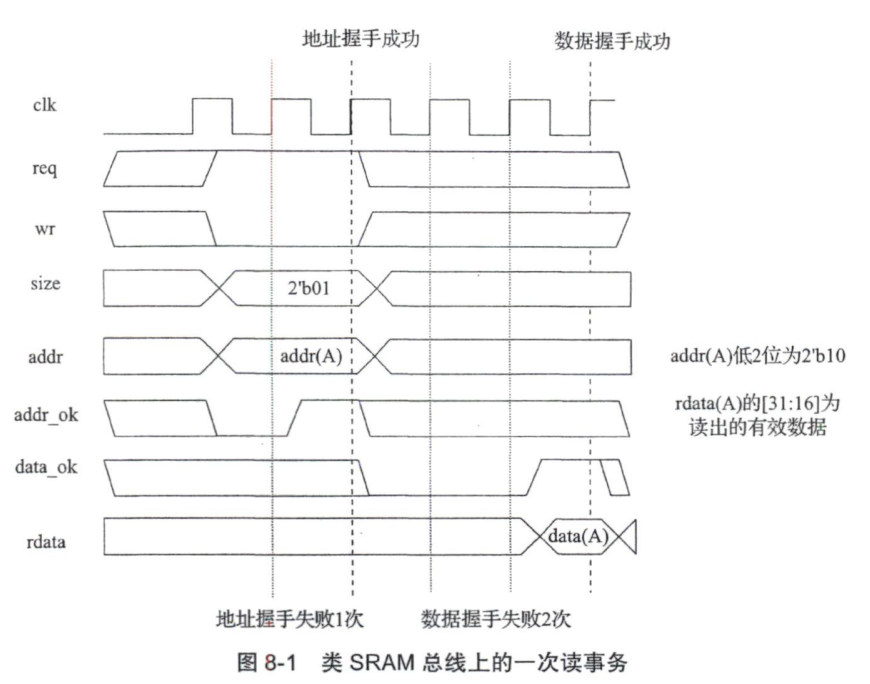 地址握手成功 数据握手成功
clk
req
wr
size 2'b01
addr addr(A) addr(A)低2位为2'b10
addr_ok rdata(A)的[31:16]为
读出的有效数据
data_ok
rdata data(A)
地址握手失败1次 数据握手失败2次
图 8-1 类 SRAM 总线上的一次读事务